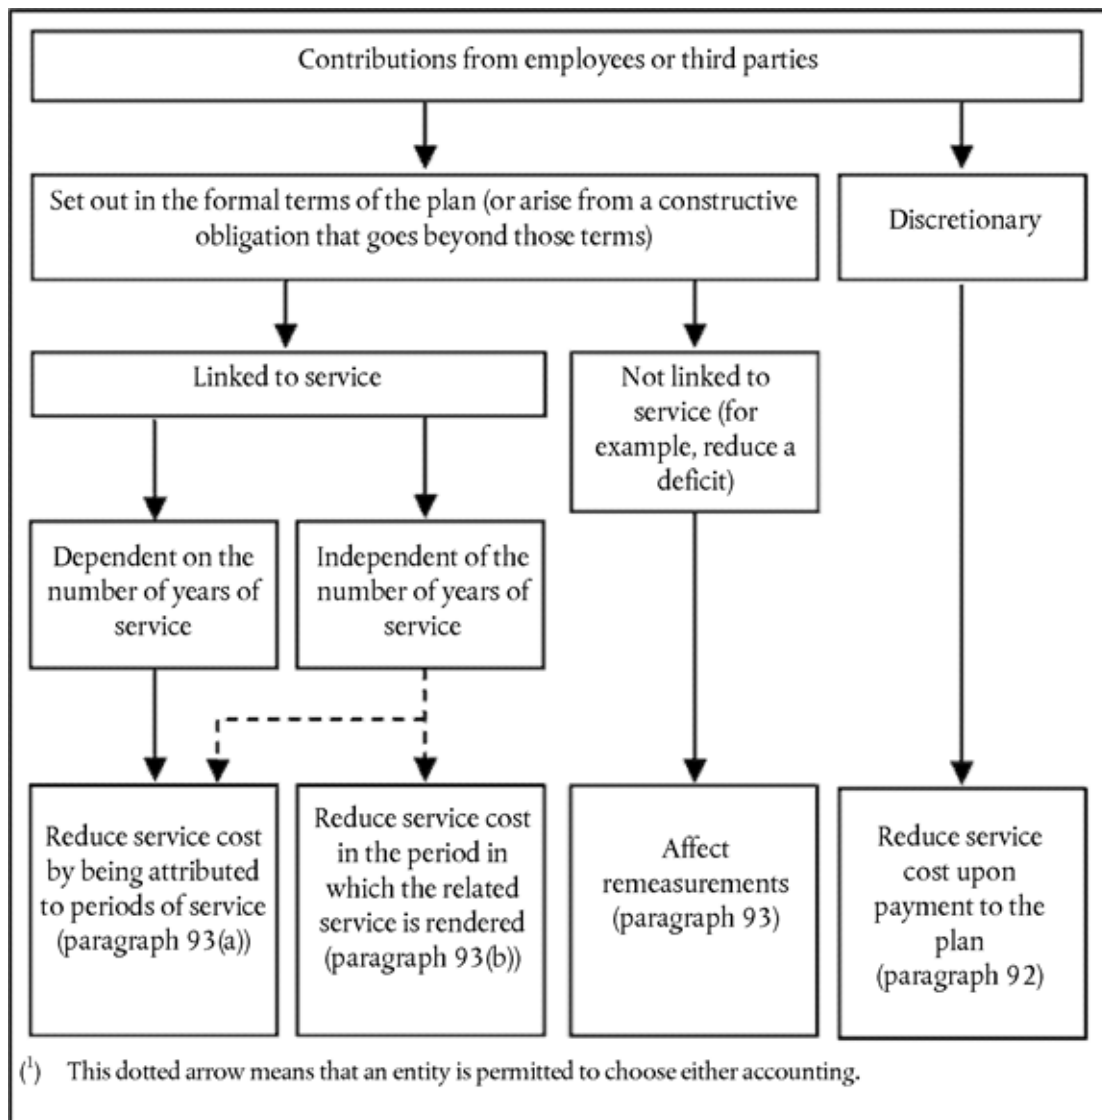 Contributions from employees or third parties
Set out in the formal terms of the plan (or arise from a constructive
obligation that goes beyond those terms)
Discretionary
Linked to service
Not linked to
service (for
example, reduce a
deficit)
Dependent on the
number of years of
service
Independent of the
number of years of
service
Reduce service cost
by being attributed
to periods of service
(paragraph 93(a))
Reduce service cost
in the period in
which the related
service is rendered
(paragraph 93(b))
Affect
remeasurements
(paragraph 93)
Reduce service
cost upon
payment to the
plan
(paragraph 92)
(1) This dotted arrow means that an entity is permitted to choose either accounting.